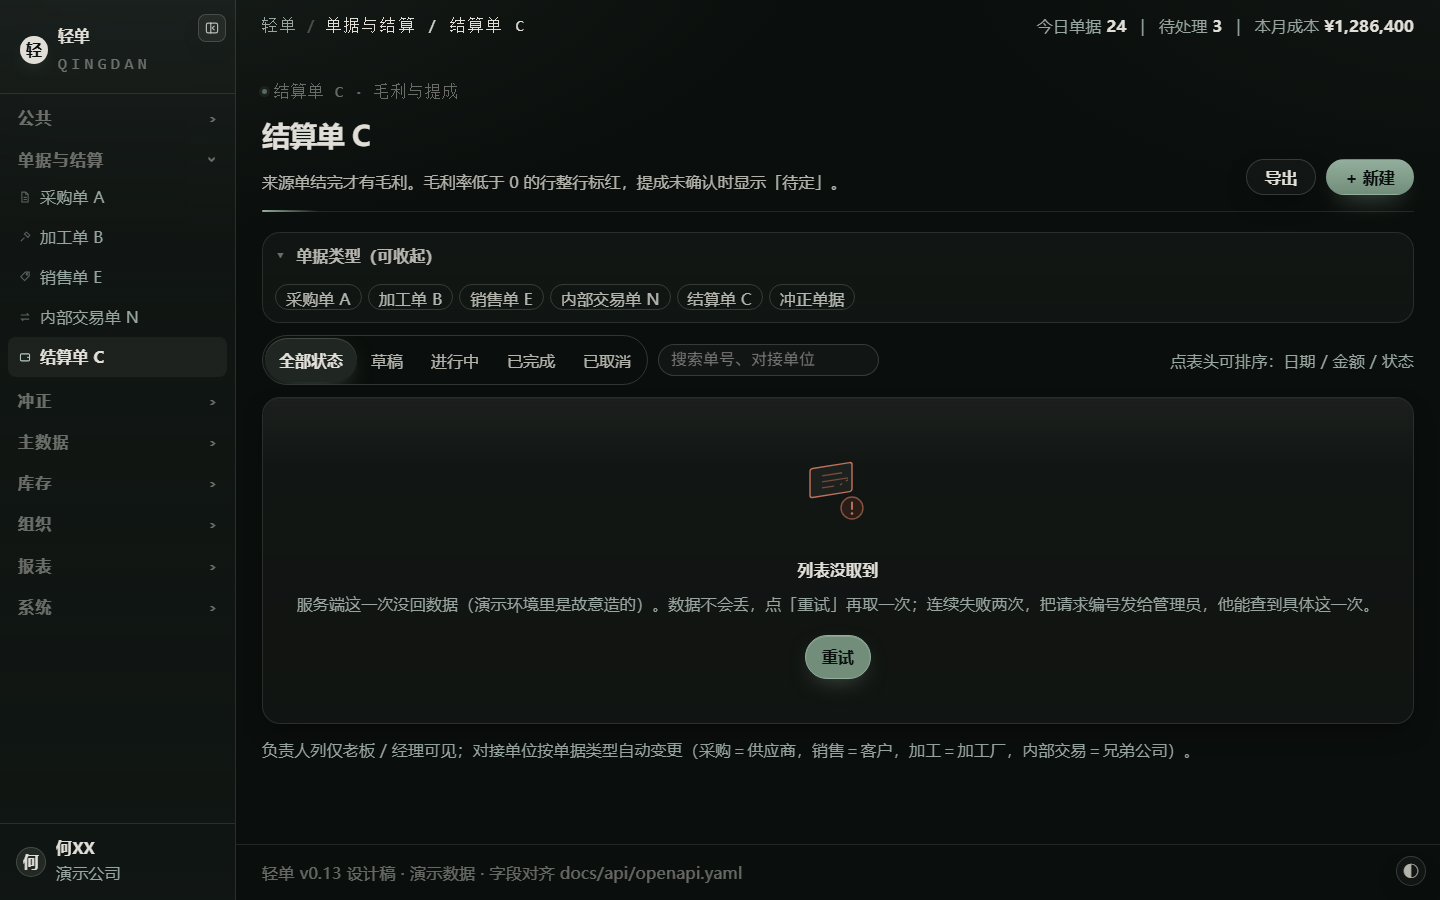 轻
轻单
QINGDAN
公共
单据与结算
采购单 A
加工单 B
销售单 E
内部交易单 N
结算单 C
冲正
主数据
库存
组织
报表
系统
何
何XX
演示公司
轻单 / 单据与结算 / 结算单 C
今日单据 24 | 待处理 3 | 本月成本 ¥1,286,400
结算单 C · 毛利与提成
结算单 C
来源单结完才有毛利。毛利率低于 0 的行整行标红，提成未确认时显示「待定」。
导出
+ 新建
单据类型（可收起）
采购单 A
加工单 B
销售单 E
内部交易单 N
结算单 C
冲正单据
全部状态
草稿
进行中
已完成
已取消
搜索单号、对接单位
点表头可排序：日期 / 金额 / 状态
列表没取到
服务端这一次没回数据（演示环境里是故意造的）。数据不会丢，点「重试」再取一次；连续失败两次，把请求编号发给管理员，他能查到具体这一次。
重试
负责人列仅老板 / 经理可见；对接单位按单据类型自动变更（采购＝供应商，销售＝客户，加工＝加工厂，内部交易＝兄弟公司）。
轻单 v0.13 设计稿 · 演示数据 · 字段对齐 docs/api/openapi.yaml